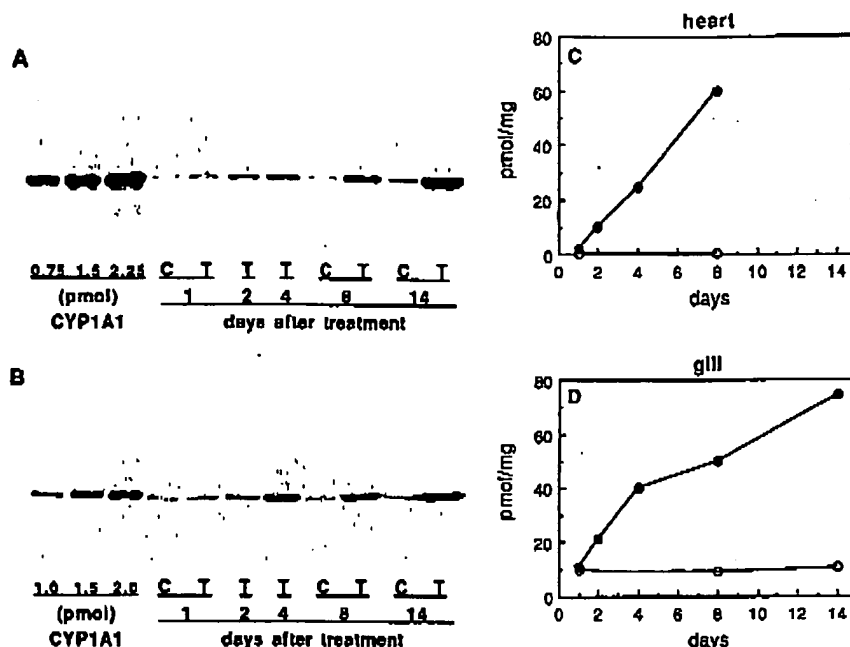 A
0.75 1.5 2.25 C T T T C T C T
(pmol) 1 2 4 8 14
CYP1A1 days after treatment
B
1.0 1.5 2.0 C T T T C T C T
(pmol) 1 2 4 8 14
CYP1A1 days after treatment
heart
C
pmol/mg
80
60
40
20
0
0 2 4 6 8 10 12 14
days
gill
D
pmol/mg
80
60
40
20
0
0 2 4 6 8 10 12 14
days